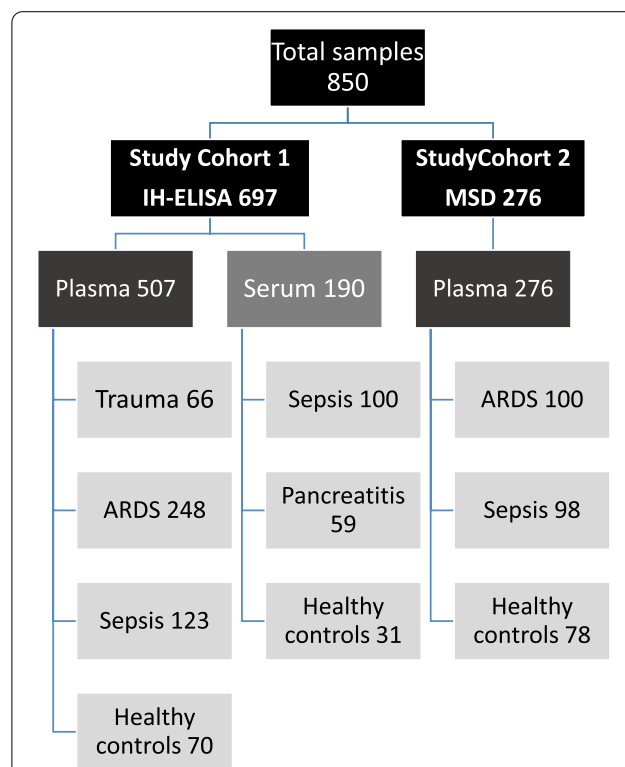 Total samples
850
Study Cohort 1
IH-ELISA 697
StudyCohort 2
MSD 276
Plasma 507
Serum 190
Plasma 276
Trauma 66
Sepsis 100
ARDS 100
ARDS 248
Pancreatitis
59
Sepsis 98
Sepsis 123
Healthy
controls 31
Healthy
controls 78
Healthy
controls 70